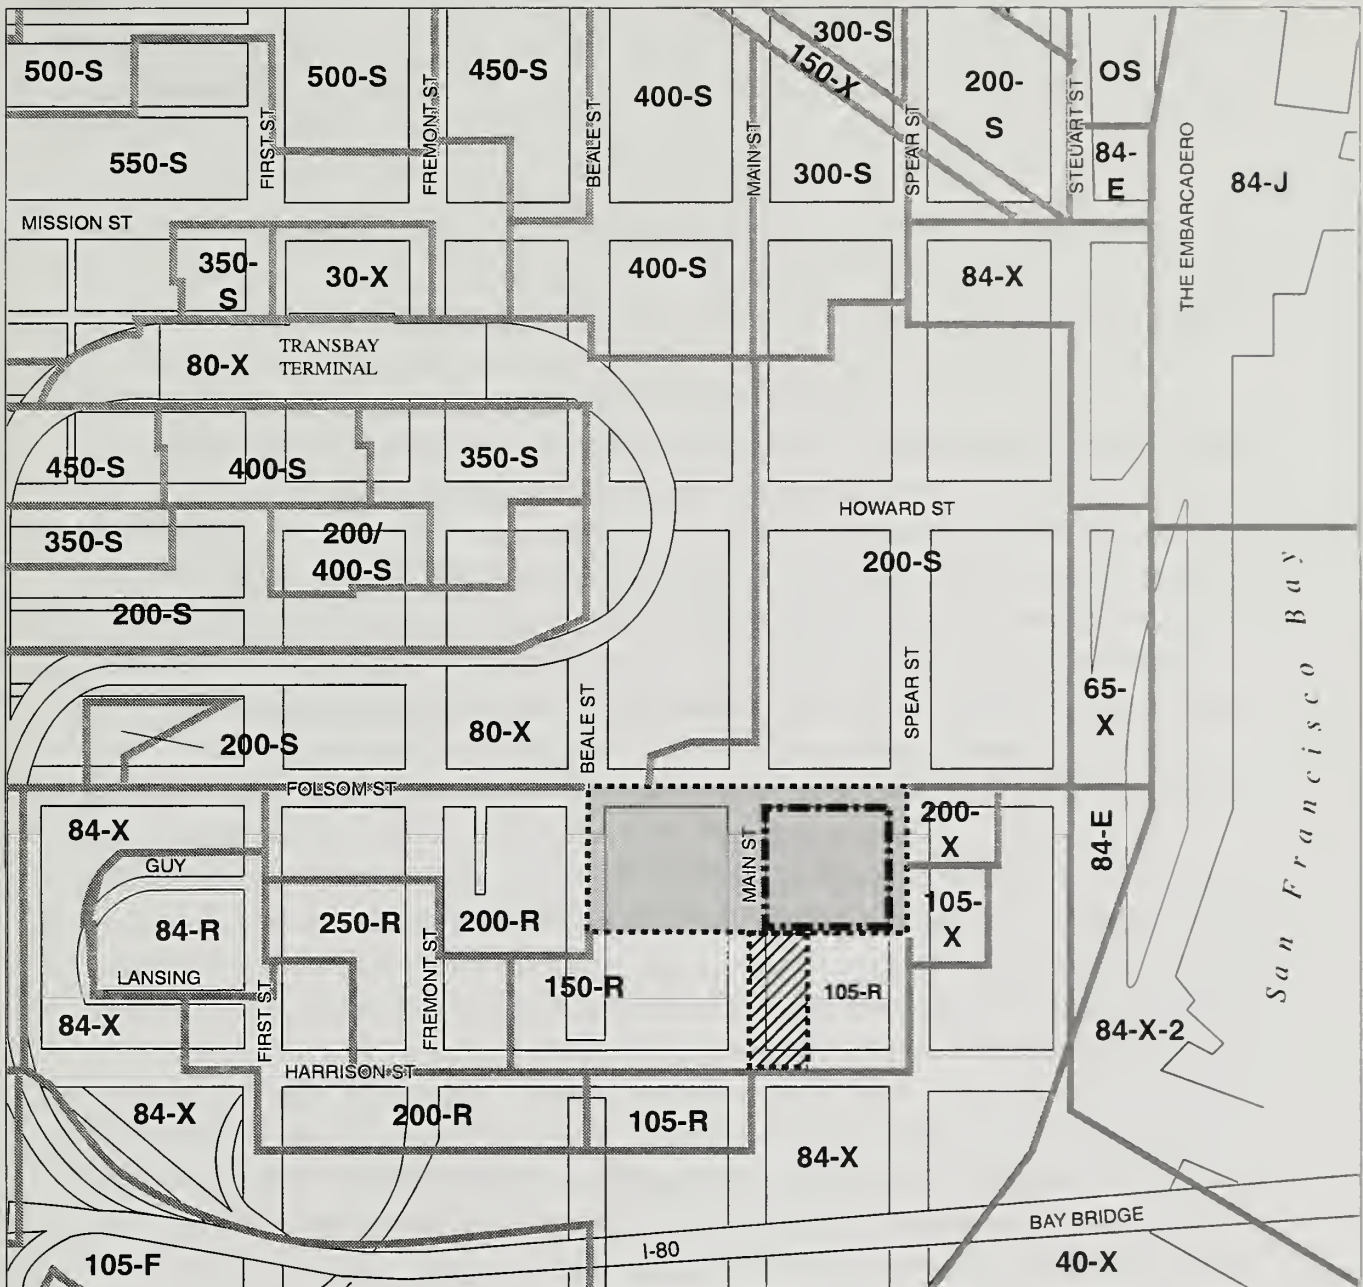 300-S
500-S
500-S
450-S
400-S
150-X
200-
S
OS
550-S
FIRST ST
FREMONT ST
BEALE ST
MAIN ST
300-S
SPEAR ST
STEUART ST
84-
E
THE EMBARCADERO
84-J
MISSION ST
350-
S
30-X
400-S
84-X
80-X
TRANSBAY
TERMINAL
450-S
400-S
350-S
HOWARD ST
350-S
200/
400-S
200-S
200-S
San Francisco Bay
SPEAR ST
65-
X
BEALE ST
80-X
200-S
FOLSOM ST
84-X
GUY
MAIN ST
200-
X
84-E
84-R
250-R
200-R
105-
X
FREMONT ST
LANSING
FIRST ST
150-R
105-R
84-X
84-X-2
HARRISON ST
84-X
200-R
105-R
84-X
BAY BRIDGE
I-80
105-F
40-X